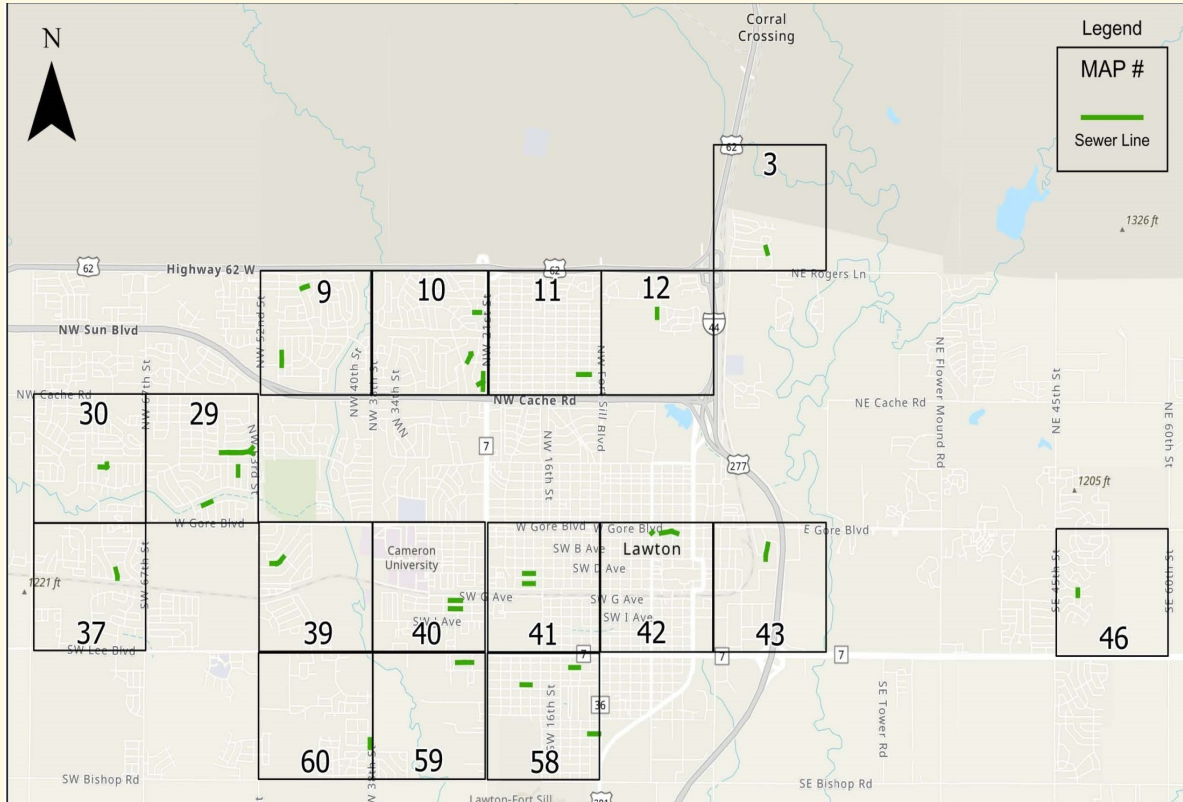 N
Corral
Crossing
Legend
MAP #
Sewer Line
62
3
1326 ft
62
Highway 62 W
62
NE Rogers Ln
9
10
11
12
NW Sun Blvd
NW 52nd St
NW 21st St
44
NW 40th St
NW 34th St
NW Fort Sill Blvd
NE Flower Mound Rd
NE 45th St
NE 60th St
NW Cache Rd
NW Cache Rd
NE Cache Rd
NW 67th St
30
29
7
NW 16th St
277
1205 ft
W Gore Blvd
W Gore Blvd
W Gore Blvd
E Gore Blvd
Cameron
University
SW B Ave
Lawton
SW D Ave
1221 ft
SW 67th St
SW G Ave
SW G Ave
SW I Ave
SE 45th St
SE 60th St
37
39
40
41
42
43
46
SW Lee Blvd
7
7
7
SW 16th St
36
SE Tower Rd
60
59
58
SW Bishop Rd
SE Bishop Rd
Lawton-Fort Sill